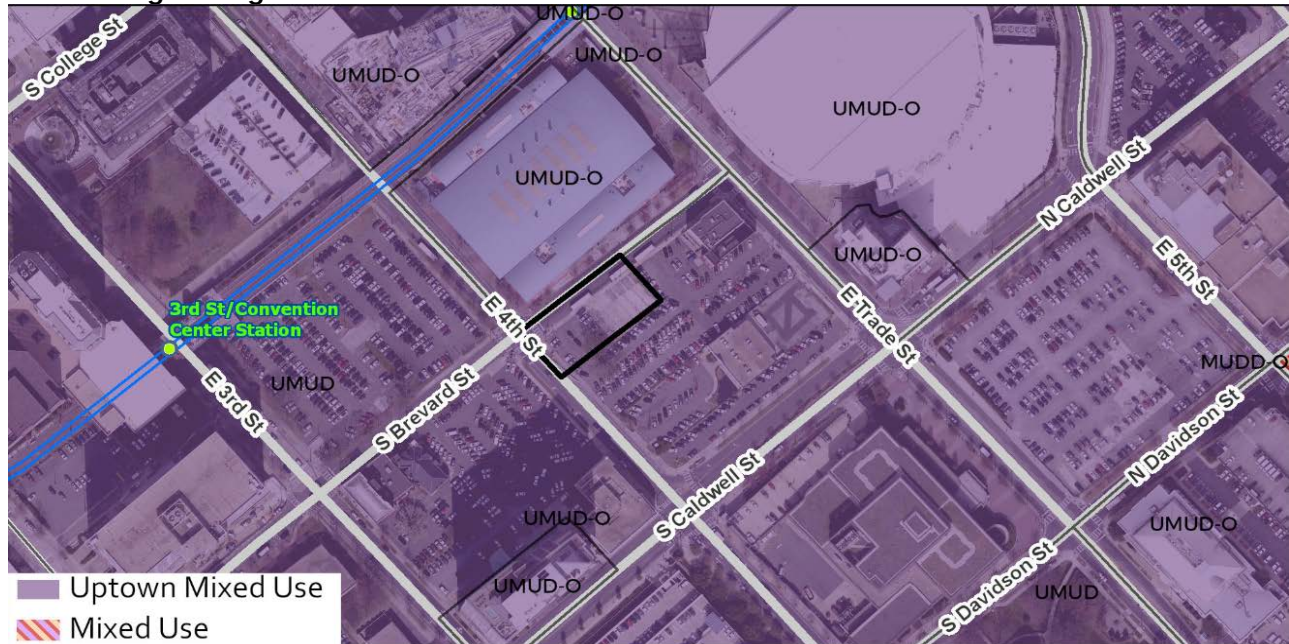 UMUD-O
S College St
UMUD-O
UMUD-O
UMUD-O
UMUD-O
N Caldwell St
UMUD-O
E 5th St
3rd St/Convention
Center Station
E 4th St
E Trade St
UMUD
E 3rd St
S Brevard St
MUDD-O
N Davidson St
S Caldwell St
UMUD-O
UMUD-O
UMUD-O
S Davidson St
UMUD
Uptown Mixed Use
Mixed Use